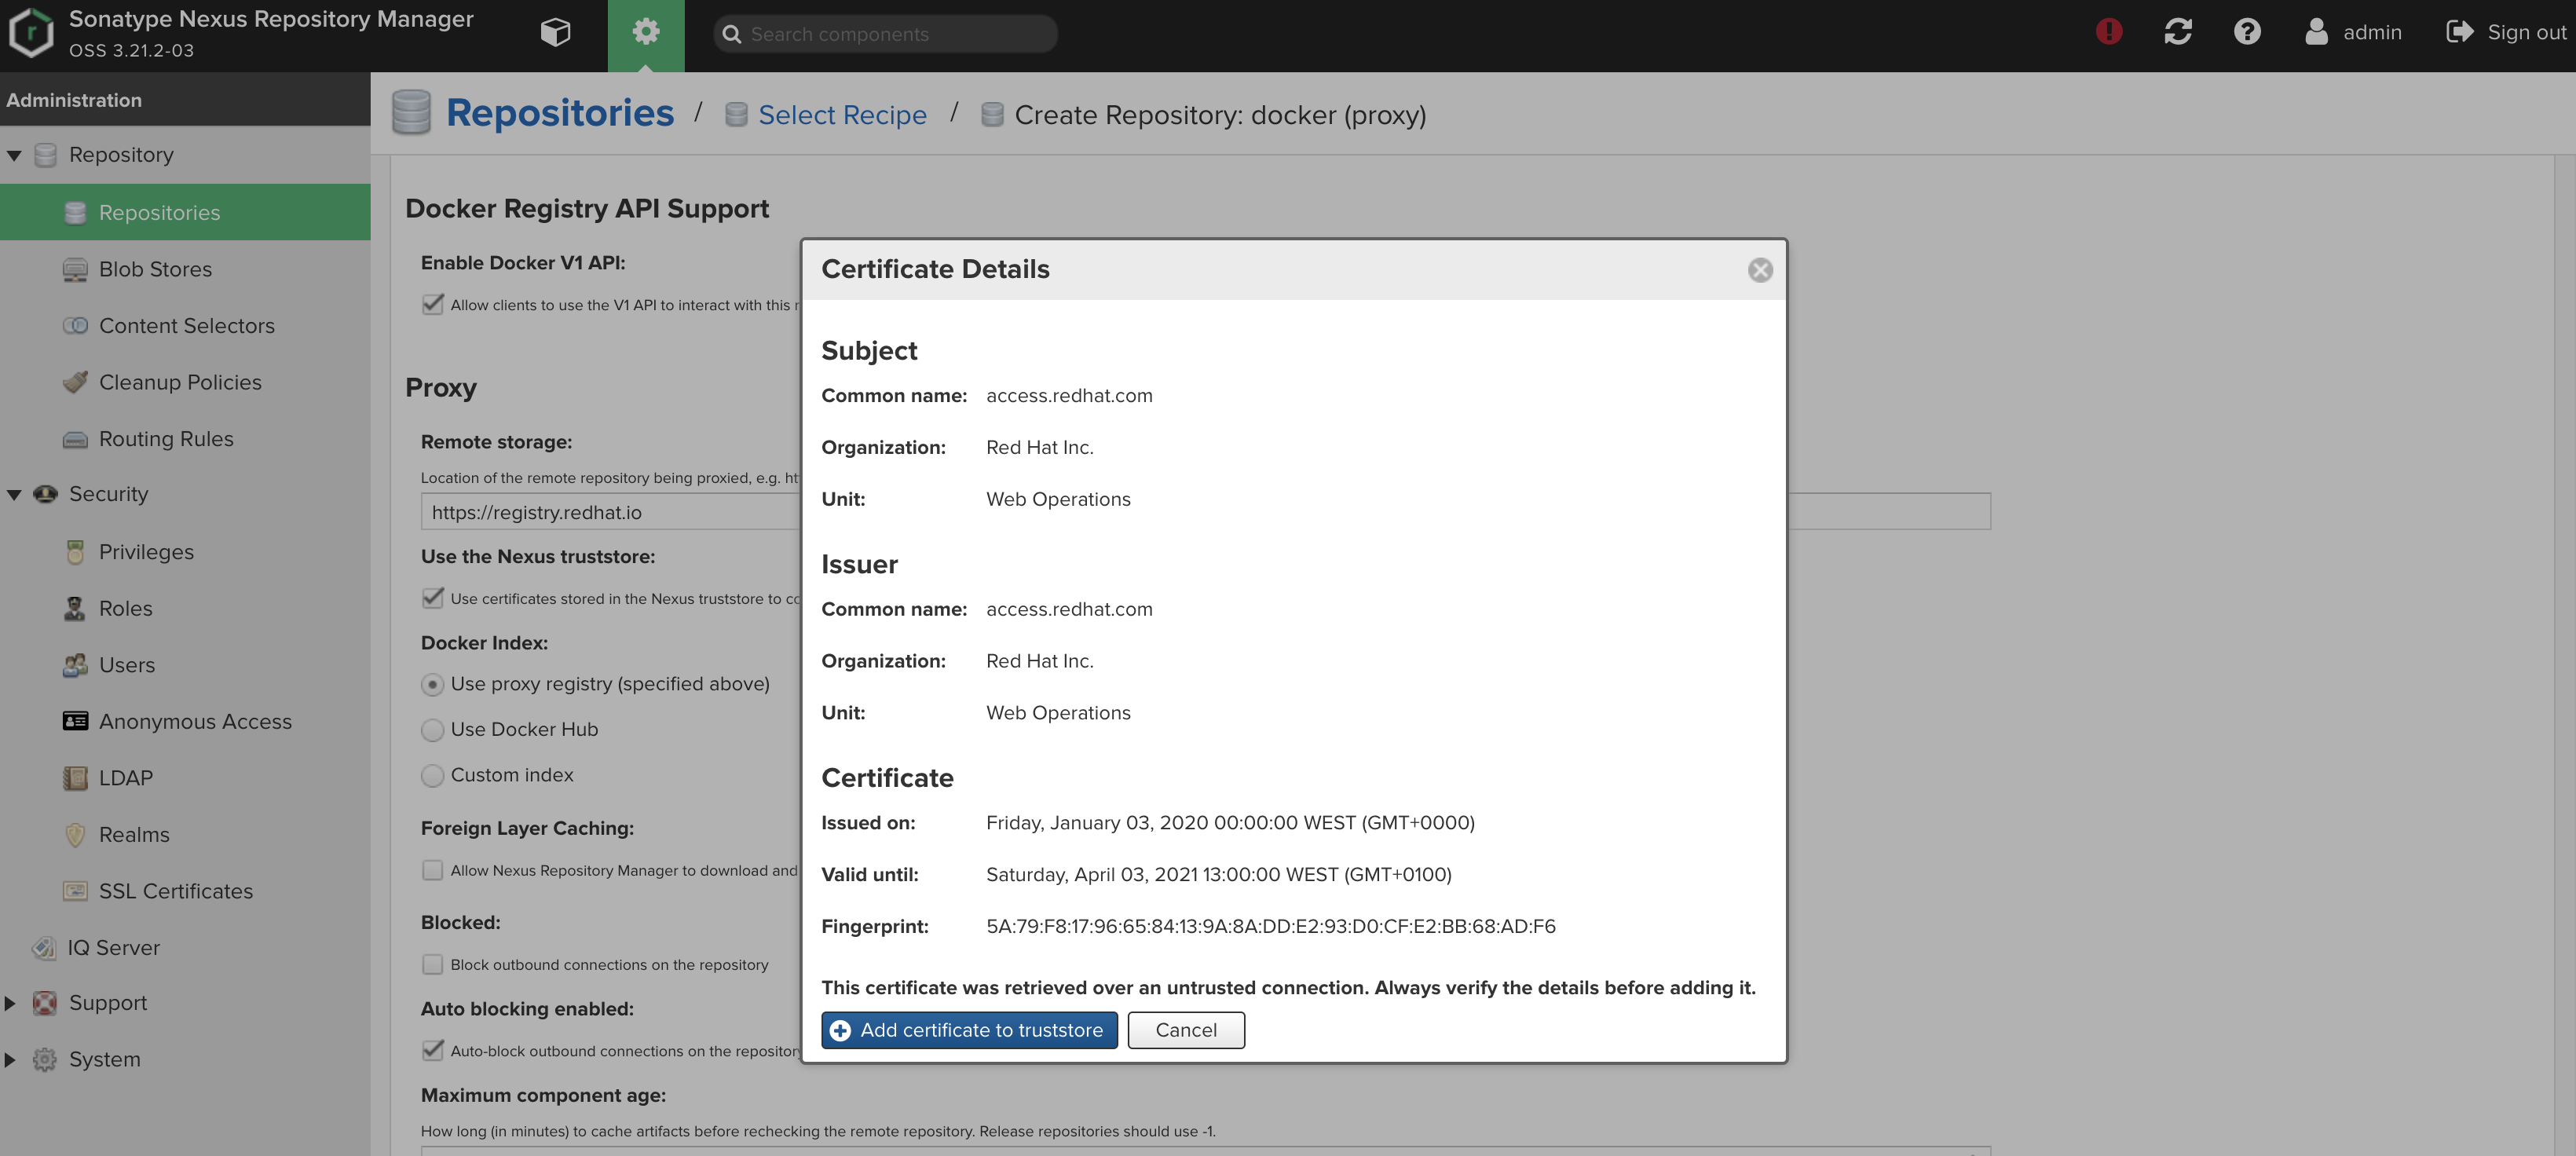 Sonatype Nexus Repository Manager
OSS 3.21.2-03
Search components
admin
Sign out
Administration
Repositories / Select Recipe / Create Repository: docker (proxy)
Repository
Repositories
Blob Stores
Content Selectors
Cleanup Policies
Routing Rules
Security
Privileges
Roles
Users
Anonymous Access
LDAP
Realms
SSL Certificates
IQ Server
Support
System
Docker Registry API Support
Enable Docker V1 API:
Allow clients to use the V1 API to interact with this
Proxy
Remote storage:
Location of the remote repository being proxied, e.g.
https://registry.redhat.io
Use the Nexus truststore:
Use certificates stored in the Nexus truststore to
Docker Index:
Use proxy registry (specified above)
Use Docker Hub
Custom index
Foreign Layer Caching:
Allow Nexus Repository Manager to download and
Blocked:
Block outbound connections on the repository
Auto blocking enabled:
Auto-block outbound connections on the repository
Maximum component age:
How long (in minutes) to cache artifacts before rechecking the remote repository. Release repositories should use -1.
Certificate Details
Subject
Common name: access.redhat.com
Organization: Red Hat Inc.
Unit: Web Operations
Issuer
Common name: access.redhat.com
Organization: Red Hat Inc.
Unit: Web Operations
Certificate
Issued on: Friday, January 03, 2020 00:00:00 WEST (GMT+0000)
Valid until: Saturday, April 03, 2021 13:00:00 WEST (GMT+0100)
Fingerprint: 5A:79:F8:17:96:65:84:13:9A:8A:DD:E2:93:D0:CF:E2:BB:68:AD:F6
This certificate was retrieved over an untrusted connection. Always verify the details before adding it.
Add certificate to truststore
Cancel